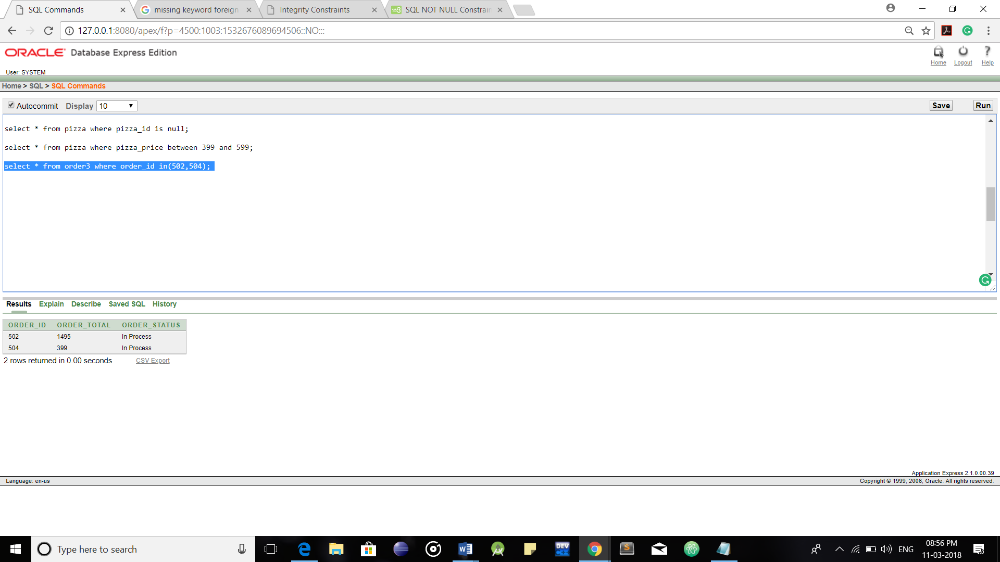 SQL Commands
missing keyword foreign
Integrity Constraints
SQL NOT NULL Constrain
127.0.0.1:8080/apex/f?p=4500:1003:1532676089694506::NO:::
ORACLE Database Express Edition
Home Logout Help
User: SYSTEM
Home > SQL > SQL Commands
Autocommit Display 10 Save Run
select * from pizza where pizza_id is null;
select * from pizza where pizza_price between 399 and 599;
select * from order3 where order_id in(502,504);
Results Explain Describe Saved SQL History
ORDER_ID ORDER_TOTAL ORDER_STATUS
502 1495 In Process
504 399 In Process
2 rows returned in 0.00 seconds CSV Export
Application Express 2.1.0.00.39
Language: en-us Copyright © 1999, 2006, Oracle. All rights reserved.
Type here to search
DEV C++
ENG
08:56 PM
11-03-2018